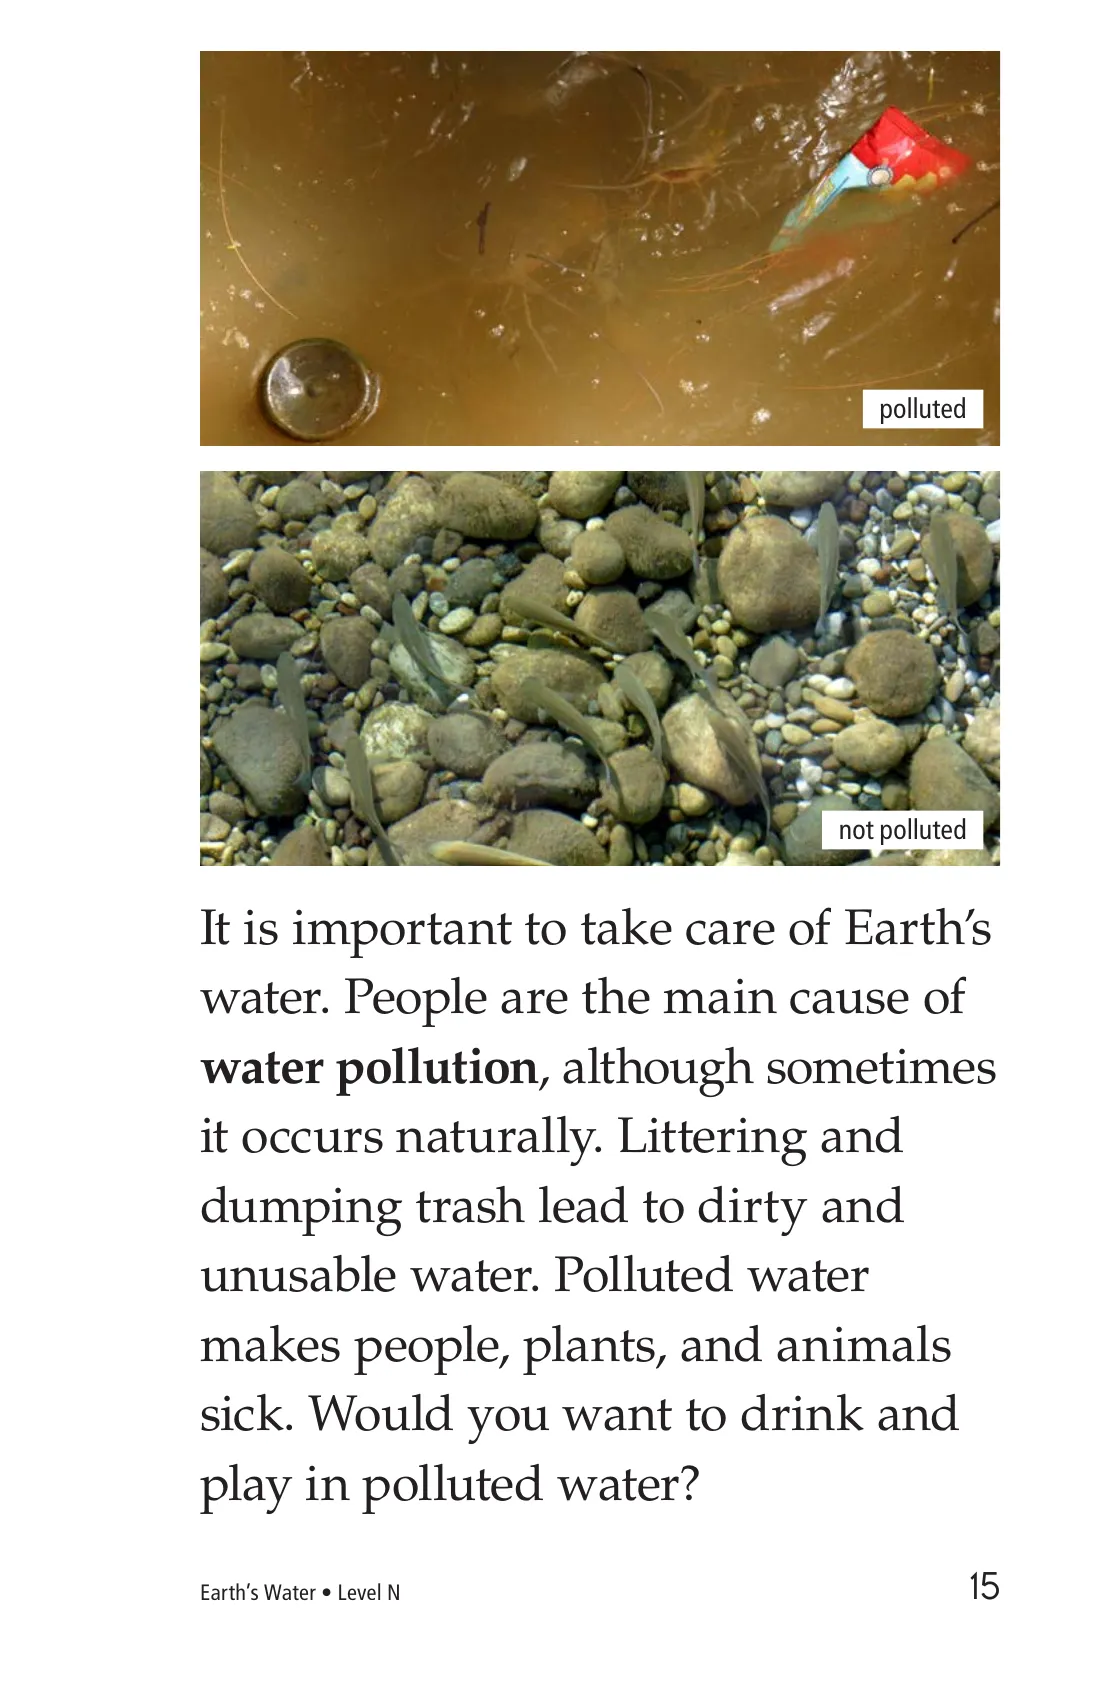 polluted
not polluted
It is important to take care of Earth’s
water. People are the main cause of
water pollution, although sometimes
it occurs naturally. Littering and
dumping trash lead to dirty and
unusable water. Polluted water
makes people, plants, and animals
sick. Would you want to drink and
play in polluted water?
Earth’s Water • Level N
15